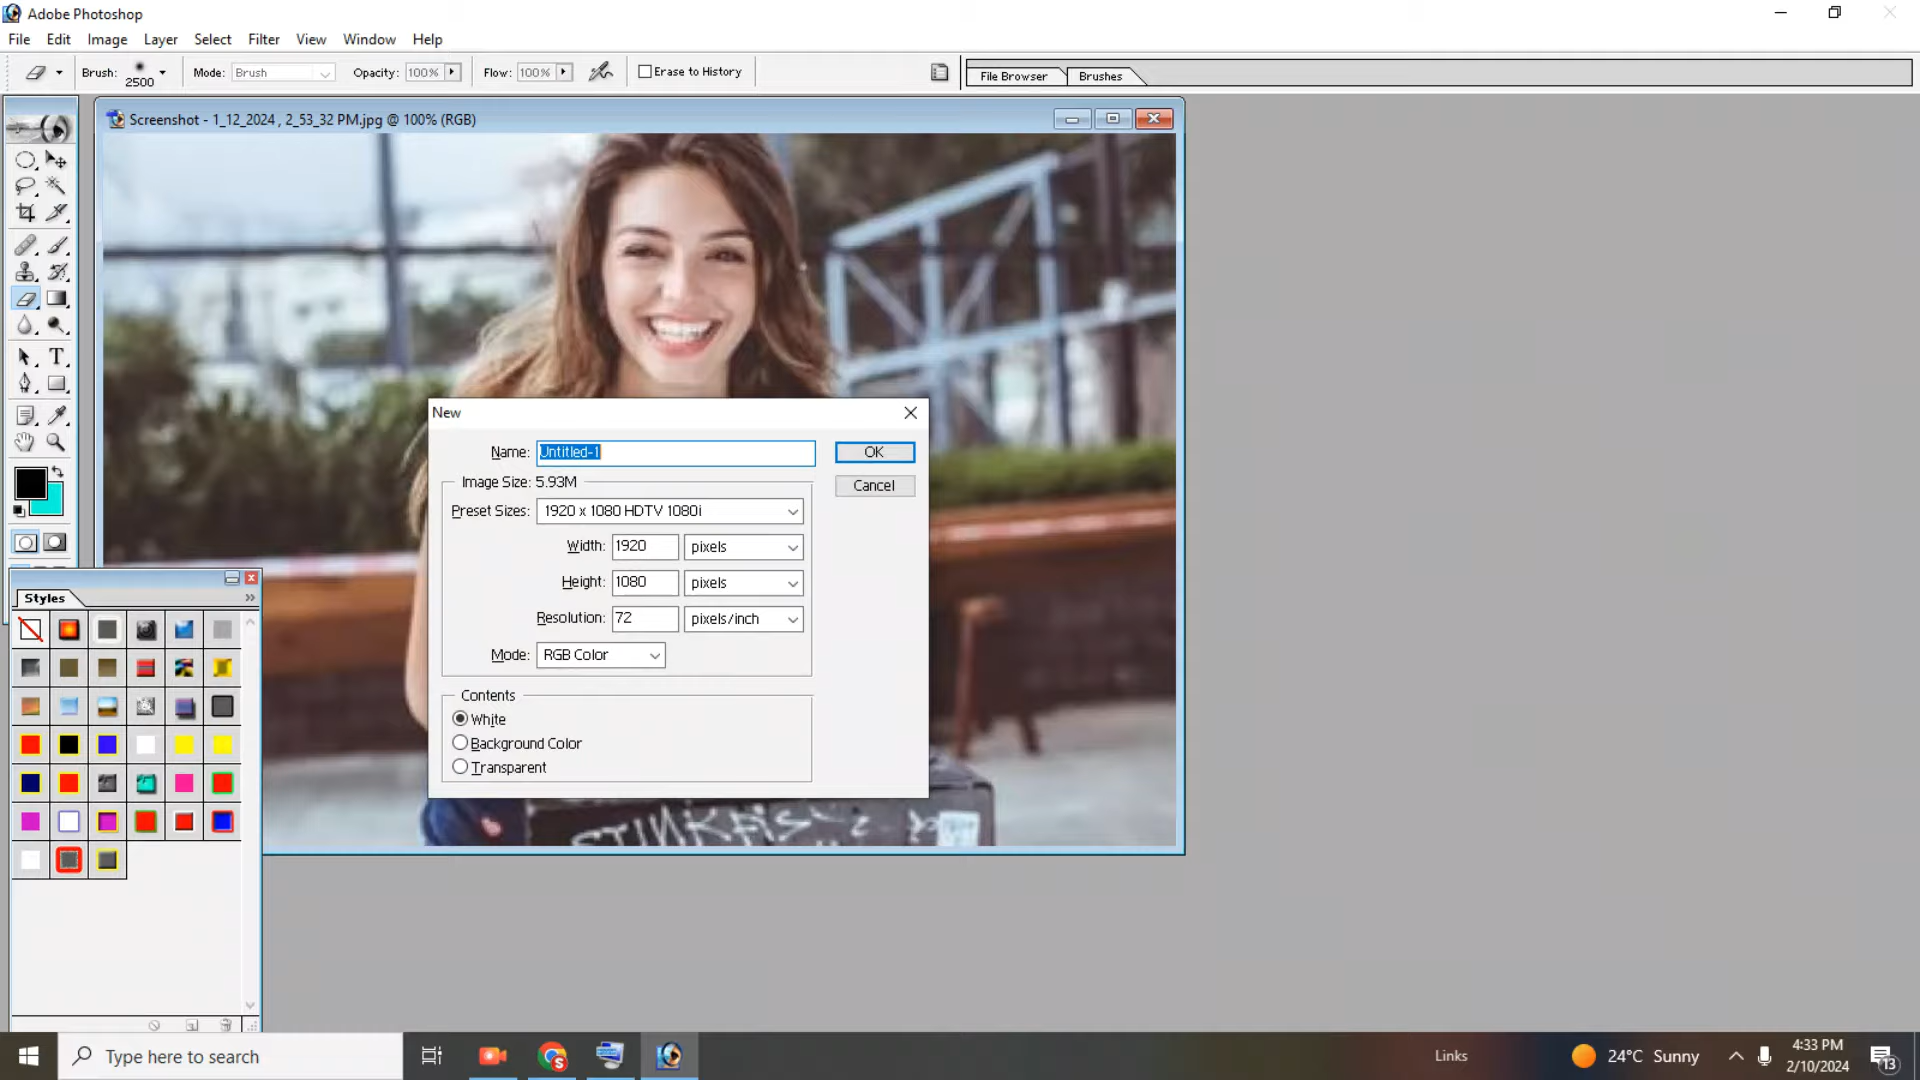 Adobe Photoshop
File Edit Image Layer Select Filter View Window Help
Brush: 2500 Mode: Brush Opacity: 100% Flow: 100% Erase to History File Browser Brushes
Screenshot - 1_12_2024 , 2_53_32 PM.jpg @ 100% (RGB)
New
Name: Untitled-1 OK
Image Size: 5.93M
Cancel
Preset Sizes: 1920 x 1080 HDTV 1080i
Width: 1920 pixels
Height: 1080 pixels
Resolution: 72 pixels/inch
Mode: RGB Color
Contents
White
Background Color
Transparent
Styles
STINKFIS
Type here to search
Links
24°C Sunny
4:33 PM
2/10/2024
13